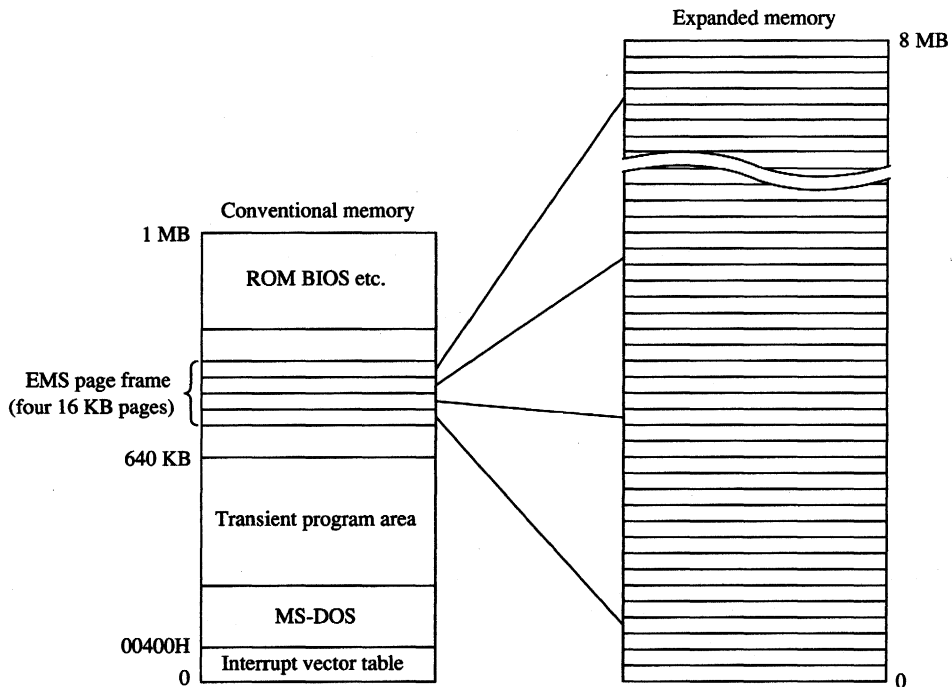 Expanded memory
8 MB
Conventional memory
1 MB
ROM BIOS etc.
EMS page frame
(four 16 KB pages)
640 KB
Transient program area
MS-DOS
00400H
Interrupt vector table
0
0